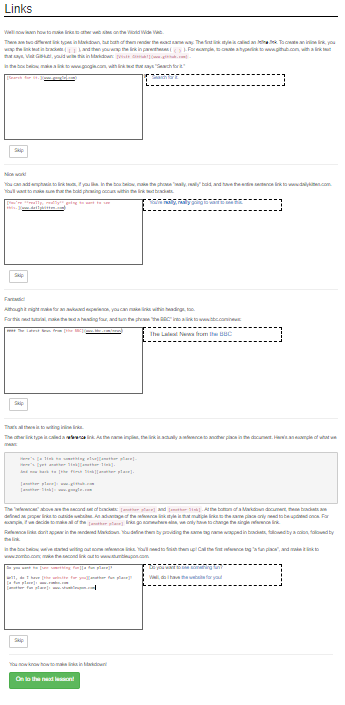 Links
We'll now learn how to make links to other web sites on the World Wide Web.
There are two different link types in Markdown, but both of them render the exact same way. The first link style is called an inline link. To create an inline link, you
wrap the link text in brackets ( [ ] ), and then you wrap the link in parentheses ( ( ) ). For example, to create a hyperlink to www.github.com, with a link text
that says, Visit GitHub!, you'd write this in Markdown: [Visit GitHub!](www.github.com).
In the box below, make a link to www.google.com, with link text that says "Search for it."
[Search for it.](www.google.com)
Search for it.
Skip
Nice work!
You can add emphasis to link texts, if you like. In the box below, make the phrase "really, really" bold, and have the entire sentence link to www.dailykitten.com.
You'll want to make sure that the bold phrasing occurs within the link text brackets.
[You're **really, really** going to want to see
this.](www.dailykitten.com)
You're really, really going to want to see this.
Skip
Fantastic!
Although it might make for an awkward experience, you can make links within headings, too.
For this next tutorial, make the text a heading four, and turn the phrase "the BBC" into a link to www.bbc.com/news:
#### The Latest News from [the BBC](www.bbc.com/news)
The Latest News from the BBC
Skip
That's all there is to writing inline links.
The other link type is called a reference link. As the name implies, the link is actually a reference to another place in the document. Here's an example of what we
mean:
Here's [a link to something else][another place].
Here's [yet another link][another-link].
And now back to [the first link][another place].
[another place]: www.github.com
[another-link]: www.google.com
The "references" above are the second set of brackets: [another place] and [another-link]. At the bottom of a Markdown document, these brackets are
defined as proper links to outside websites. An advantage of the reference link style is that multiple links to the same place only need to be updated once. For
example, if we decide to make all of the [another place] links go somewhere else, we only have to change the single reference link.
Reference links don't appear in the rendered Markdown. You define them by providing the same tag name wrapped in brackets, followed by a colon, followed by
the link.
In the box below, we've started writing out some reference links. You'll need to finish them up! Call the first reference tag "a fun place", and make it link to
www.zombo.com; make the second link out to www.stumbleupon.com.
Do you want to [see something fun][a fun place]?
Well, do I have [the website for you][another fun place]!
[a fun place]: www.zombo.com
[another fun place]: www.stumbleupon.com
Do you want to see something fun?
Well, do I have the website for you!
Skip
You now know how to make links in Markdown!
On to the next lesson!